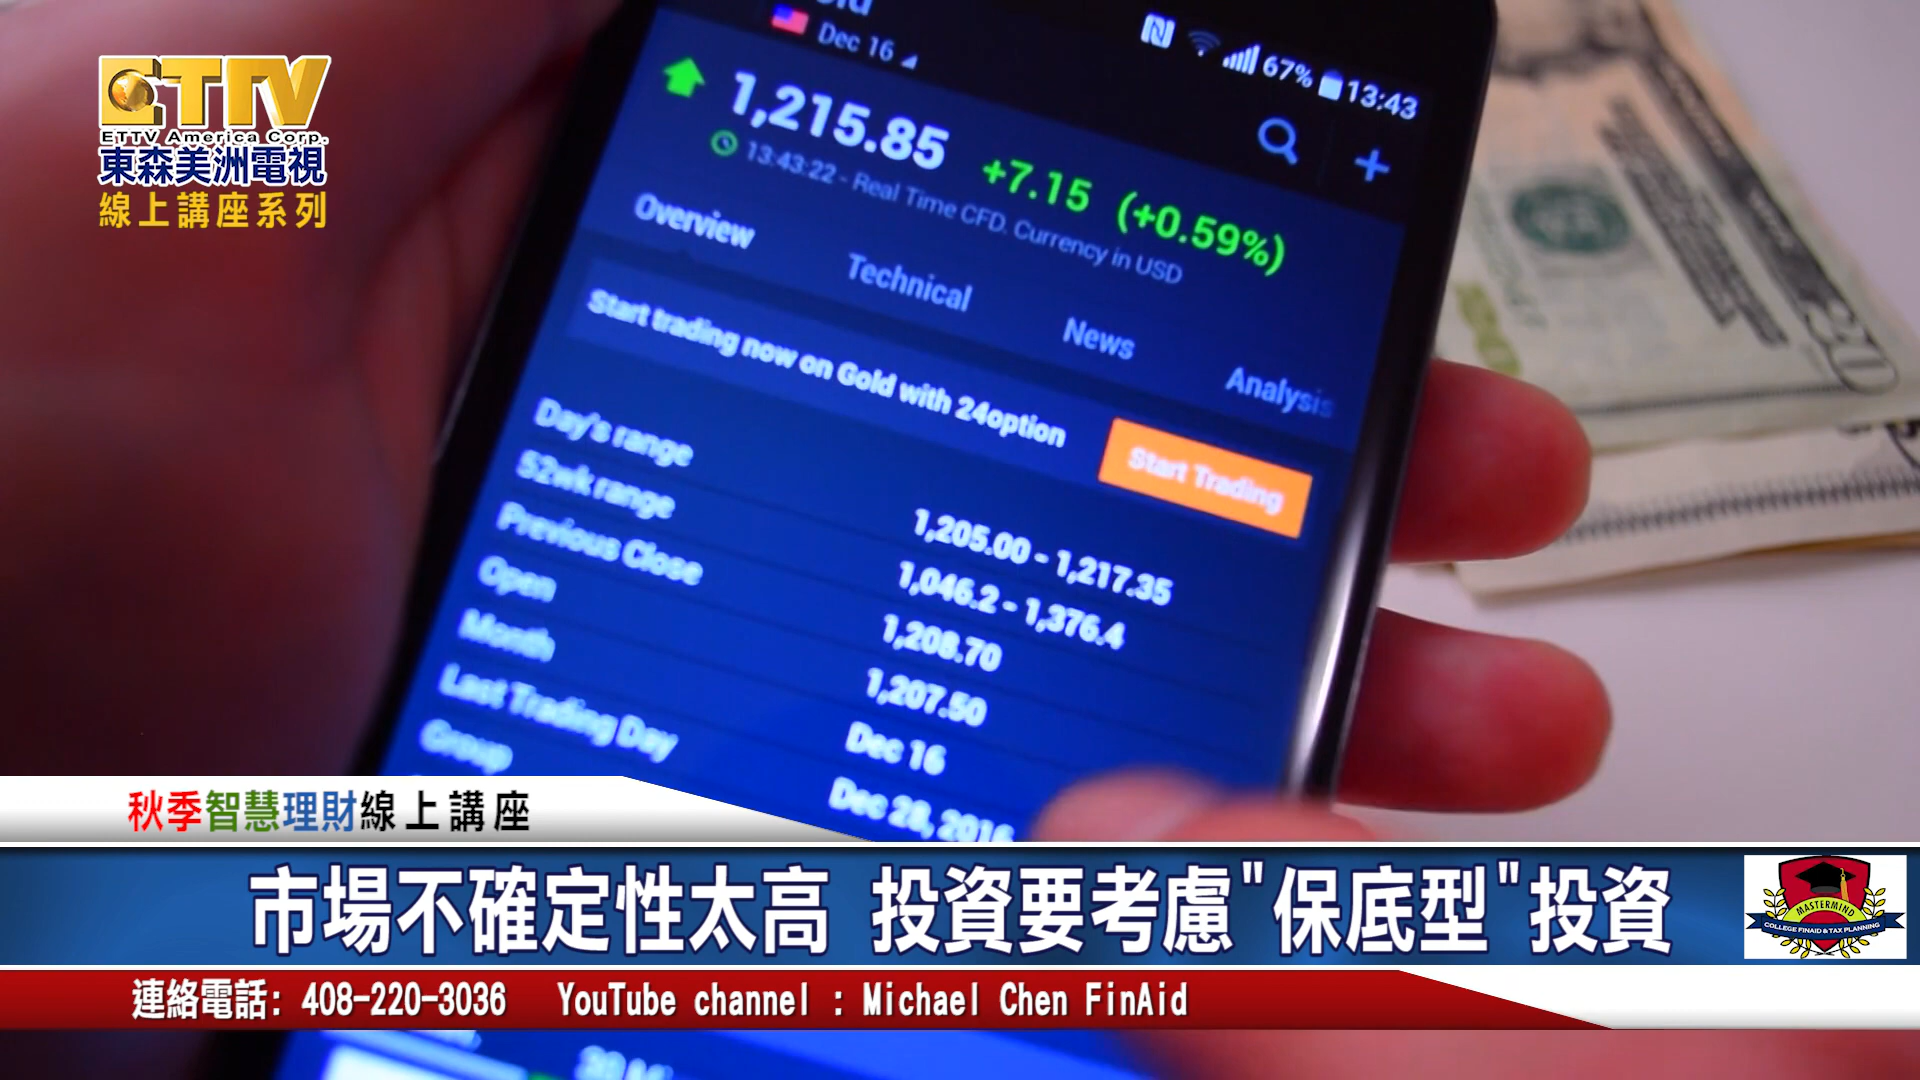 ETTV
ETTV America Corp.
東森美洲電視
線上講座系列
Dec 16
67% 13:43
1,215.85 +7.15 (+0.59%)
13:43:22 - Real Time CFD. Currency in USD
Overview Technical News Analysis
Start trading now on Gold with 24option
Start Trading
Day's range 1,205.00 - 1,217.35
52wk range 1,046.2 - 1,376.4
Previous Close 1,208.70
Open 1,207.50
Month Dec 16
Last Trading Day Dec 28, 2016
Group
秋季智慧理財線上講座
市場不確定性太高 投資要考慮"保底型"投資
MASTERMIND
COLLEGE FINAID & TAX PLANNING
連絡電話: 408-220-3036 YouTube channel : Michael Chen FinAid